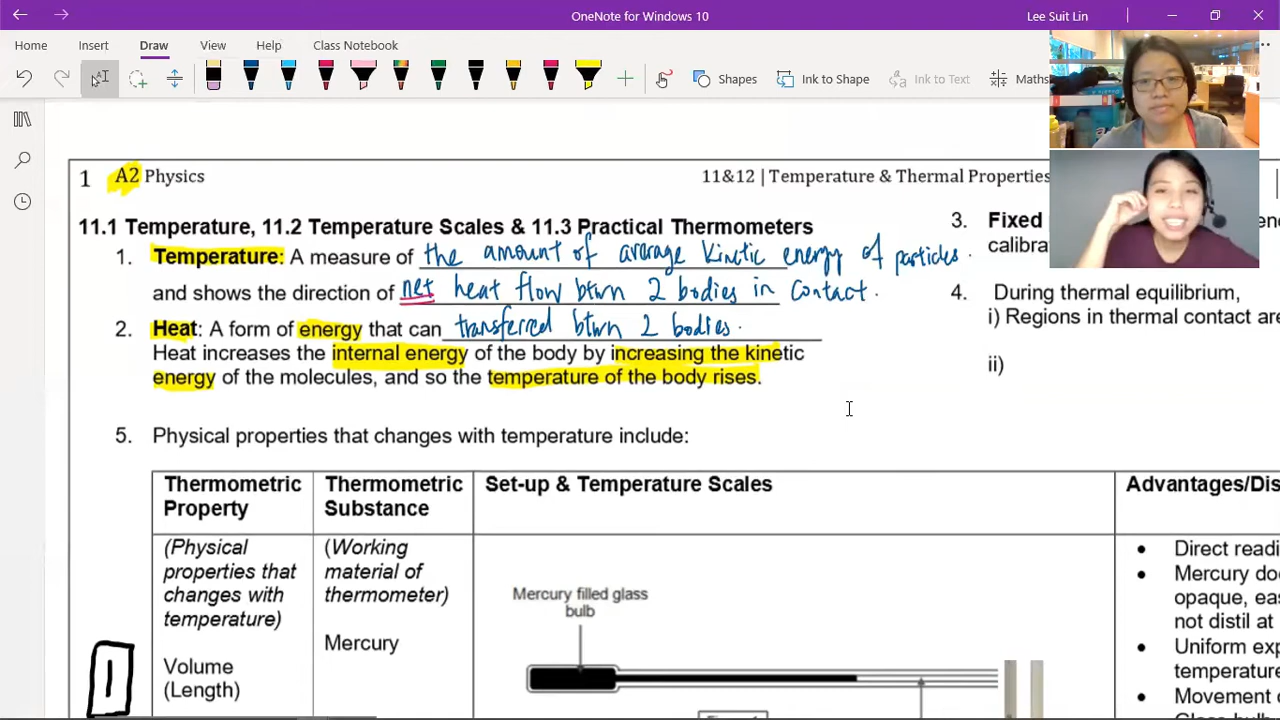 OneNote for Windows 10
Lee Suit Lin
Home Insert Draw View Help Class Notebook
Shapes Ink to Shape Ink to Text Maths
1 A2 Physics
11&12 | Temperature & Thermal Properties
11.1 Temperature, 11.2 Temperature Scales & 11.3 Practical Thermometers
1. Temperature: A measure of the amount of average kinetic energy of particles.
and shows the direction of net heat flow btwn 2 bodies in contact.
2. Heat: A form of energy that can transferred btwn 2 bodies.
Heat increases the internal energy of the body by increasing the kinetic
energy of the molecules, and so the temperature of the body rises.
3. Fixed
calibra
4. During thermal equilibrium,
i) Regions in thermal contact are
ii)
5. Physical properties that changes with temperature include:
Thermometric
Property
Thermometric
Substance
Set-up & Temperature Scales
Advantages/Dis
(Physical
properties that
changes with
temperature)
Volume
(Length)
(Working
material of
thermometer)
Mercury
Mercury filled glass
bulb
• Direct readi
• Mercury doe
opaque, eas
not distil at
• Uniform exp
temperature
• Movement o
1